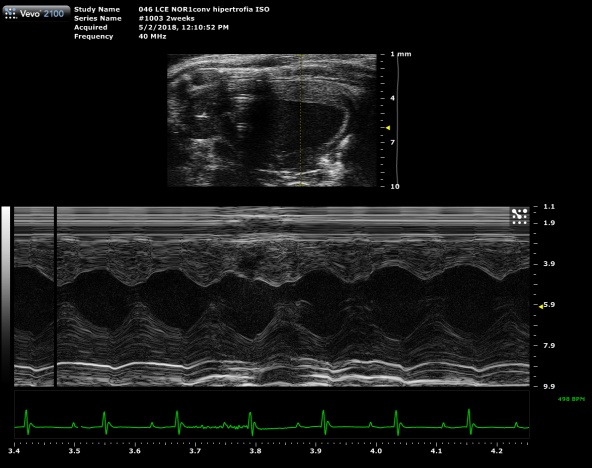 Vevo 2100
Study Name 046 LCE NOR1conv hipertrofia ISO
Series Name #1003 2weeks
Acquired 5/2/2018, 12:10:52 PM
Frequency 40 MHz
1 mm
4
7
10
1.1
1.9
3.9
5.9
7.9
9.9
498 BPM
3.4 3.5 3.6 3.7 3.8 3.9 4.0 4.1 4.2